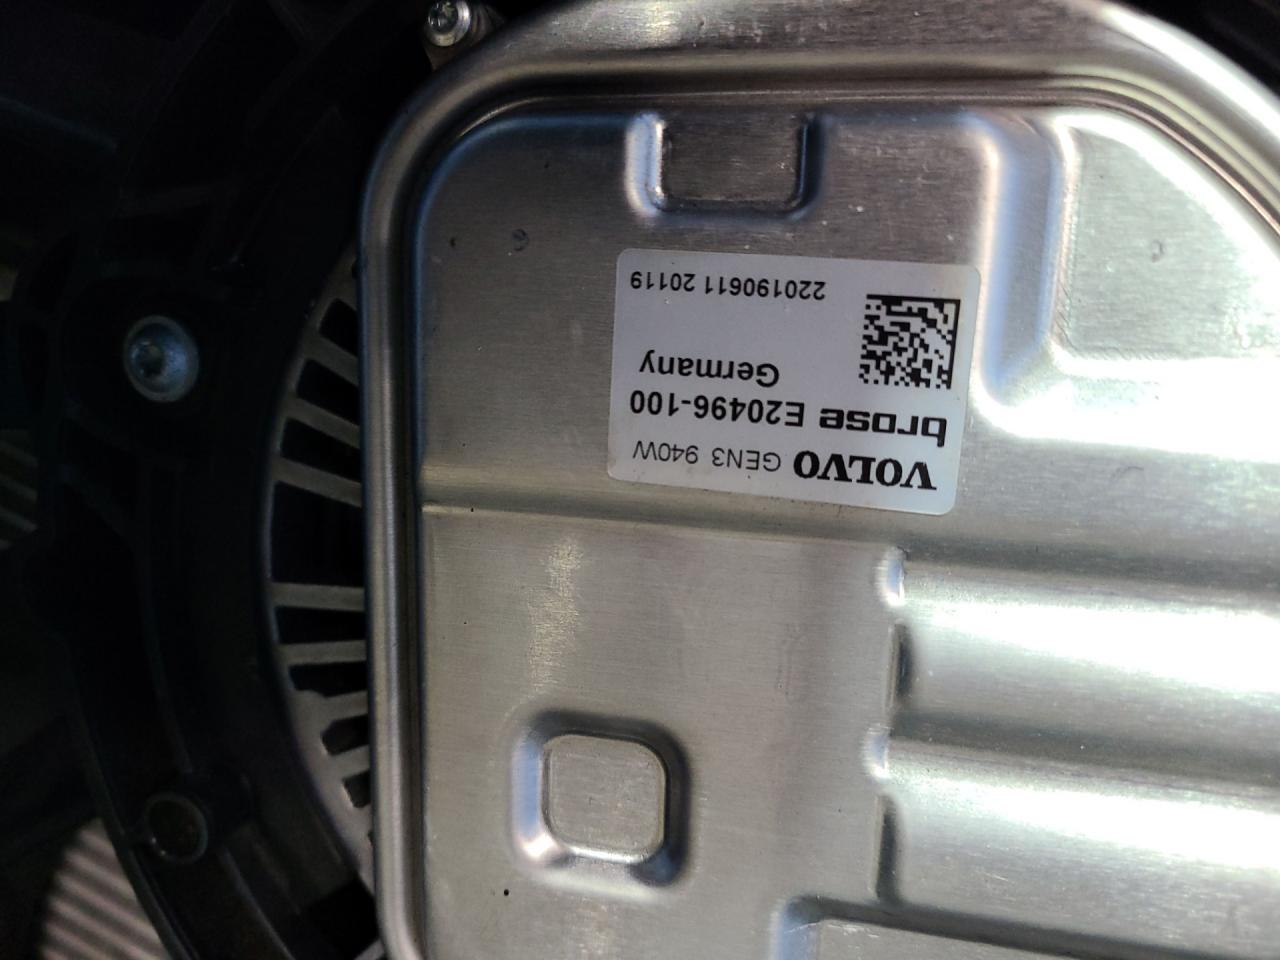 VOLVO GEN3 940W
brose E20496-100
Germany
220190611 20119